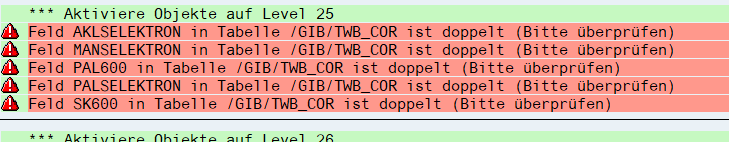 *** Aktiviere Objekte auf Level 25
Feld AKLSELEKTRON in Tabelle /GIB/TWB_COR ist doppelt (Bitte überprüfen)
Feld MANSELEKTRON in Tabelle /GIB/TWB_COR ist doppelt (Bitte überprüfen)
Feld PAL600 in Tabelle /GIB/TWB_COR ist doppelt (Bitte überprüfen)
Feld PALSELEKTRON in Tabelle /GIB/TWB_COR ist doppelt (Bitte überprüfen)
Feld SK600 in Tabelle /GIB/TWB_COR ist doppelt (Bitte überprüfen)
*** Aktiviere Objekte auf Level 26